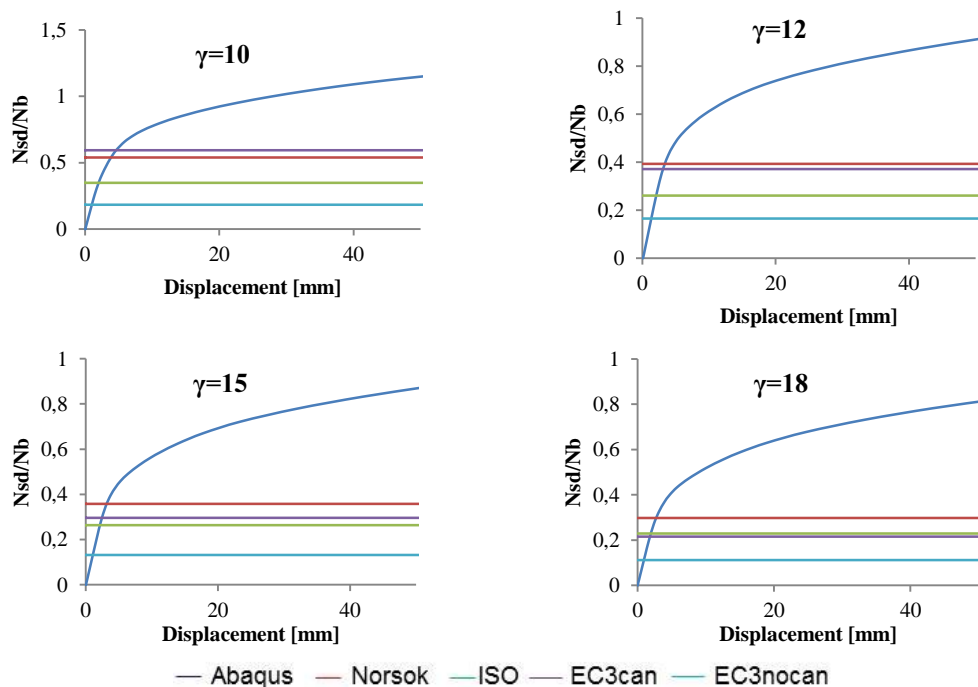 γ=10
1,5
1
0,5
0
Nsd/Nb
0 20 40
Displacement [mm]
γ=12
1
0,8
0,6
0,4
0,2
0
Nsd/Nb
0 20 40
Displacement [mm]
γ=15
1
0,8
0,6
0,4
0,2
0
Nsd/Nb
0 20 40
Displacement [mm]
γ=18
1
0,8
0,6
0,4
0,2
0
Nsd/Nb
0 20 40
Displacement [mm]
Abaqus Norsok ISO EC3can EC3nocan